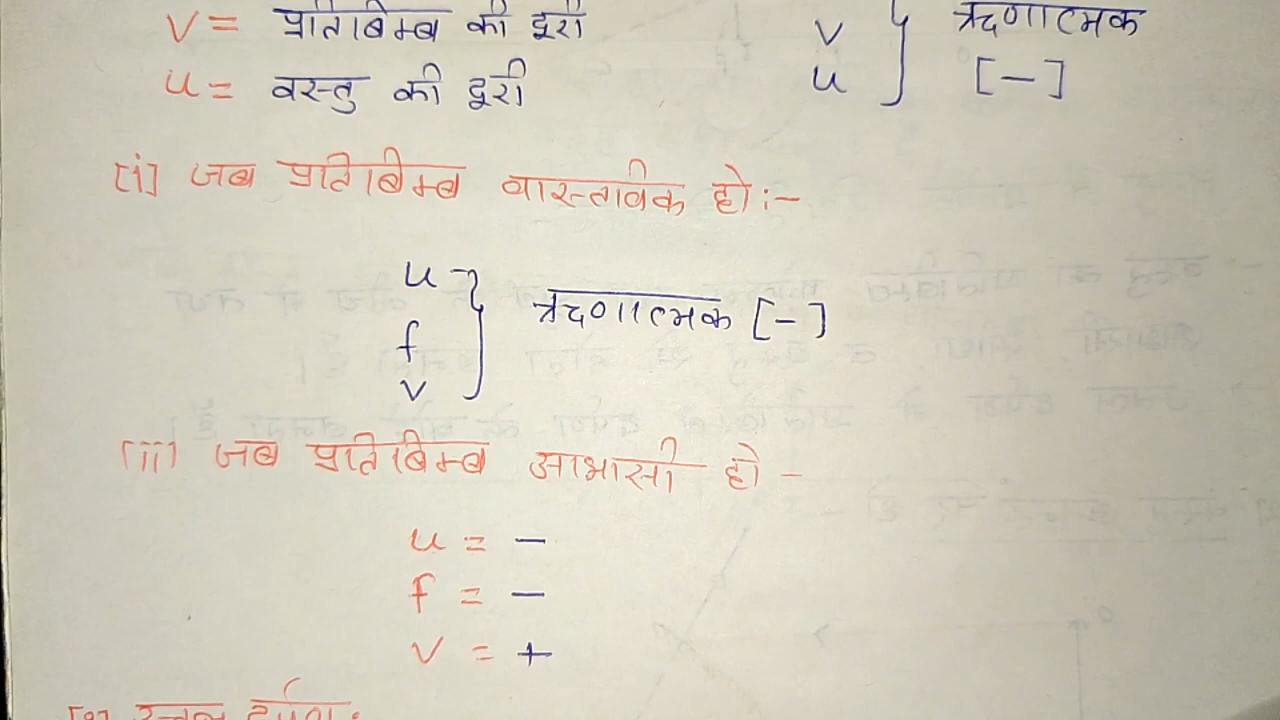 v = प्रतिबिम्ब की दूरी
v } ऋणात्मक
u = वस्तु की दूरी
u [-]
[i] जब प्रतिबिम्ब वास्तविक हो :-
u
f } ऋणात्मक [-]
v
[ii] जब प्रतिबिम्ब आभासी हो -
u = -
f = -
v = +